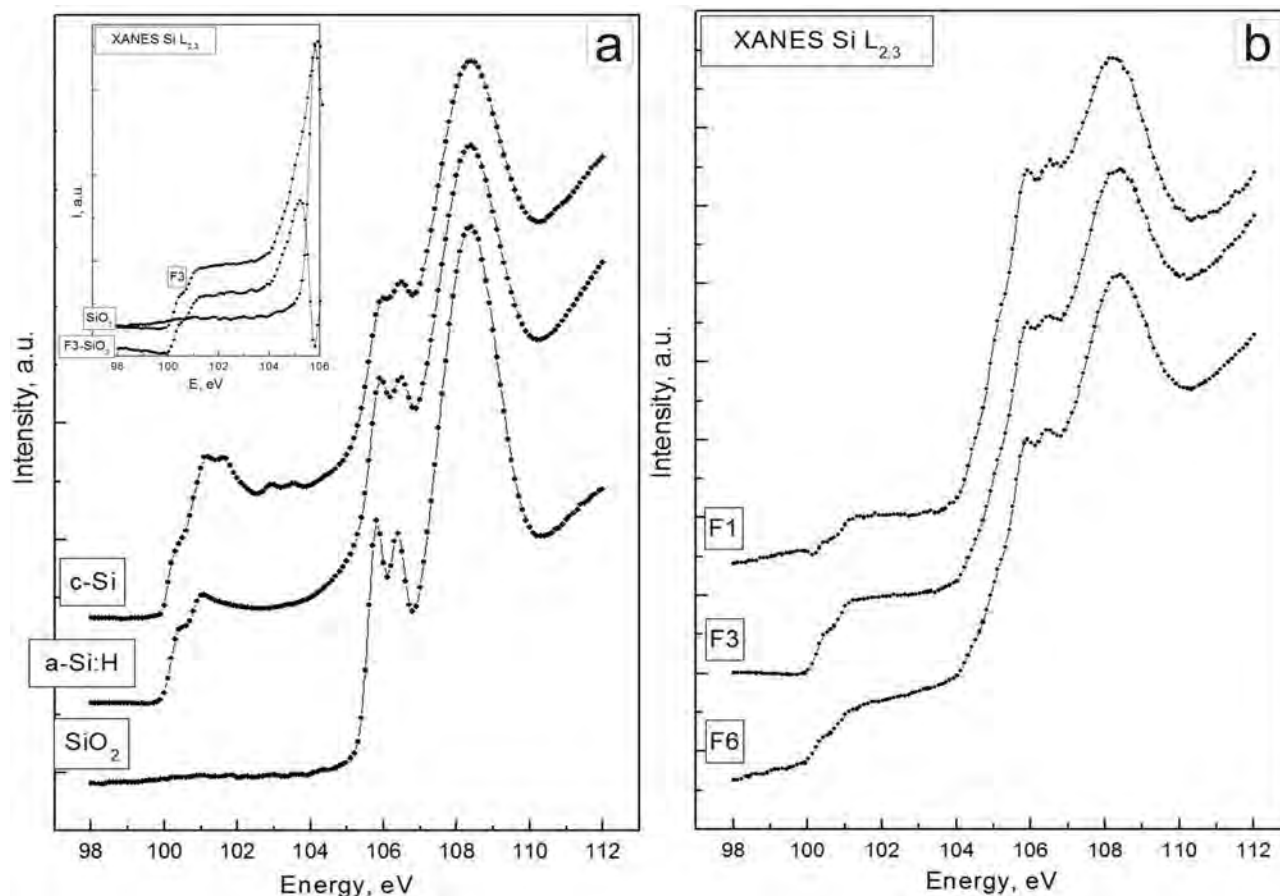 XANES Si L2,3
a
I, a.u.
F3
SiO2
F3-SiO2
98 100 102 104 106
E, eV
Intensity, a.u.
c-Si
a-Si:H
SiO2
98 100 102 104 106 108 110 112
Energy, eV
XANES Si L2,3
b
Intensity, a.u.
F1
F3
F6
98 100 102 104 106 108 110 112
Energy, eV